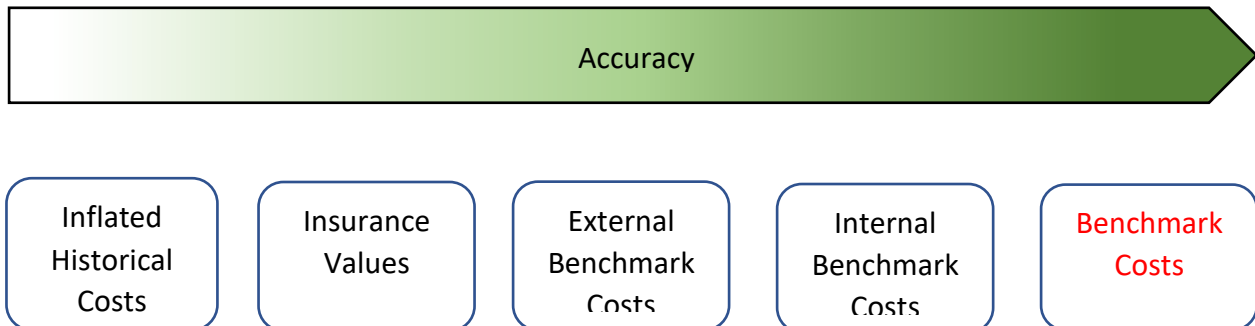 Accuracy
Inflated
Historical
Costs
Insurance
Values
External
Benchmark
Costs
Internal
Benchmark
Costs
Benchmark
Costs